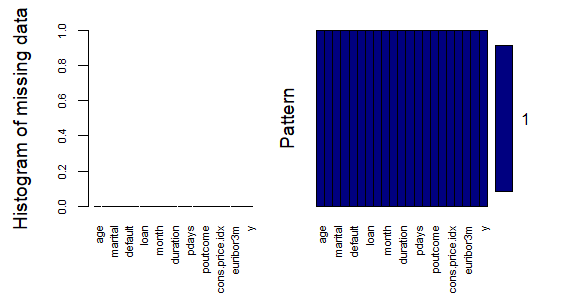 Histogram of missing data
1.0
0.8
0.6
0.4
0.2
0.0
age
marital
default
loan
month
duration
pdays
poutcome
cons.price.idx
euribor3m
y
Pattern
age
marital
default
loan
month
duration
pdays
poutcome
cons.price.idx
euribor3m
y
1